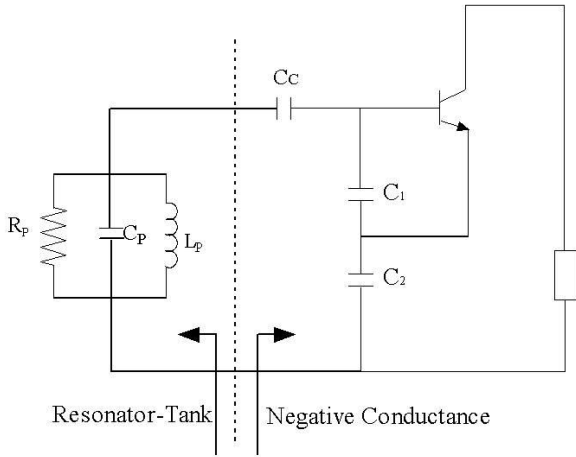 Cc
C1
RP
CP
LP
C2
Resonator-Tank
Negative Conductance